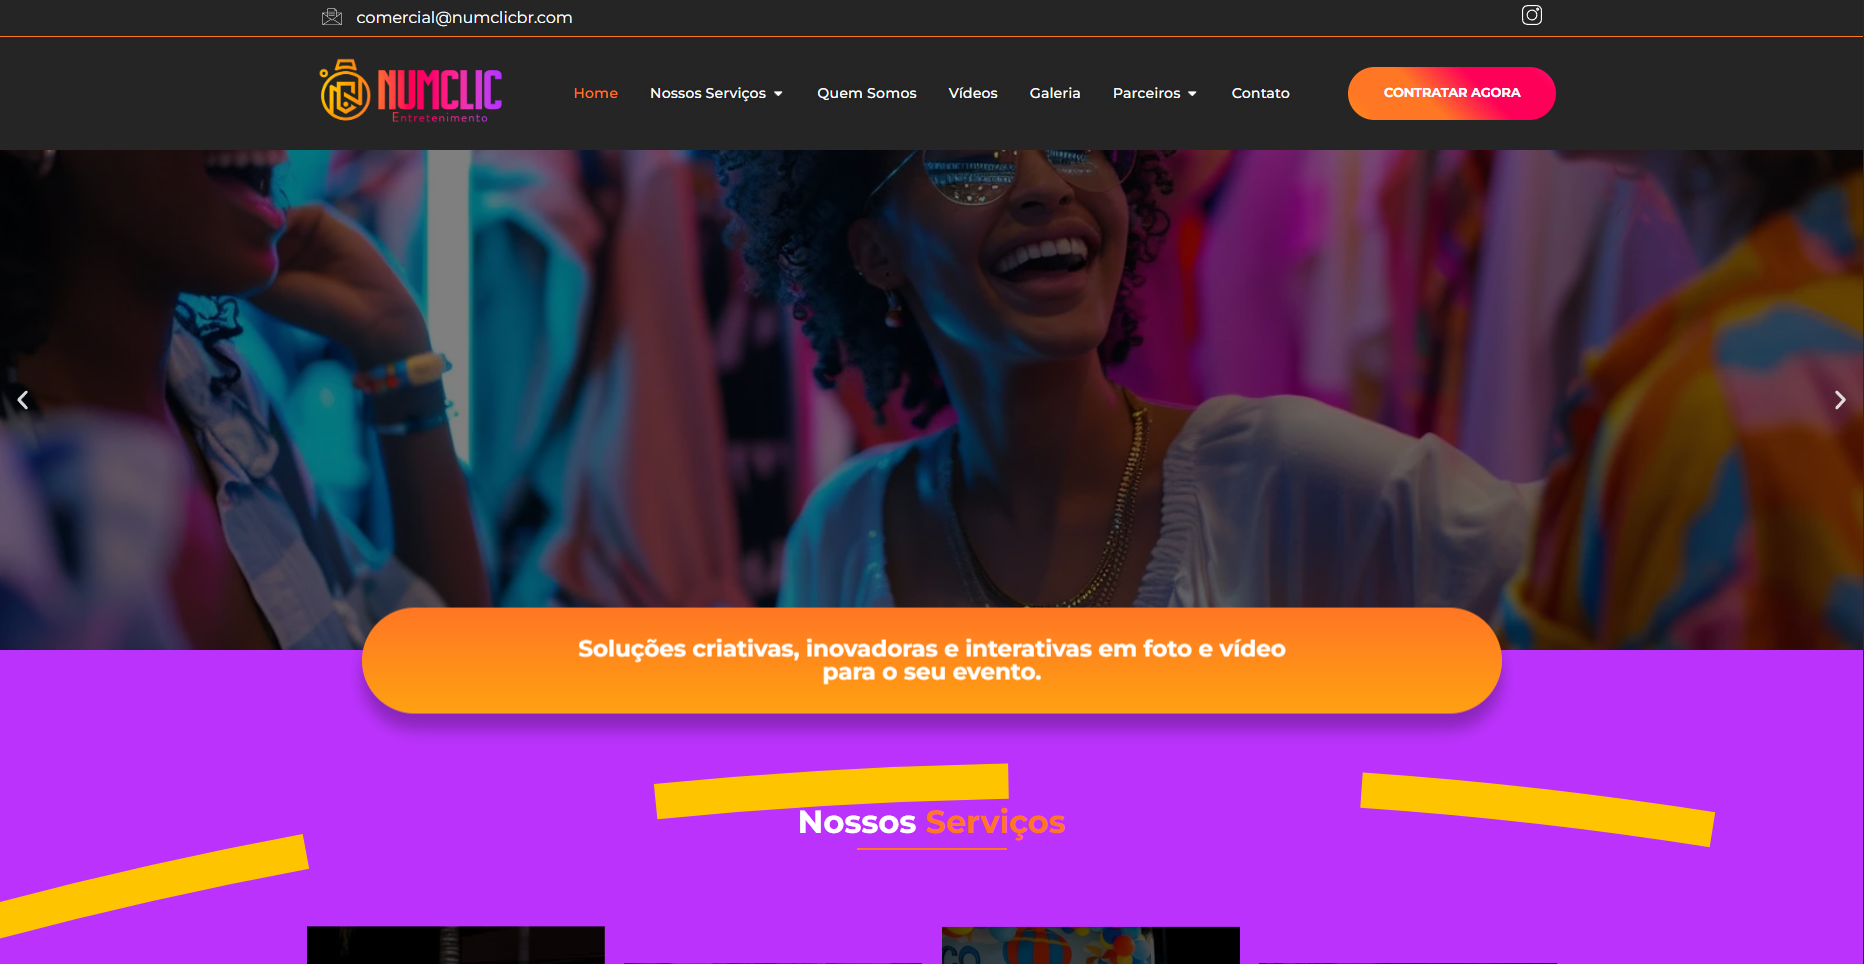 comercial@numclicbr.com
NUMCLIC
Entretenimento
Home
Nossos Serviços
Quem Somos
Vídeos
Galeria
Parceiros
Contato
CONTRATAR AGORA
Soluções criativas, inovadoras e interativas em foto e vídeo
para o seu evento.
Nossos Serviços